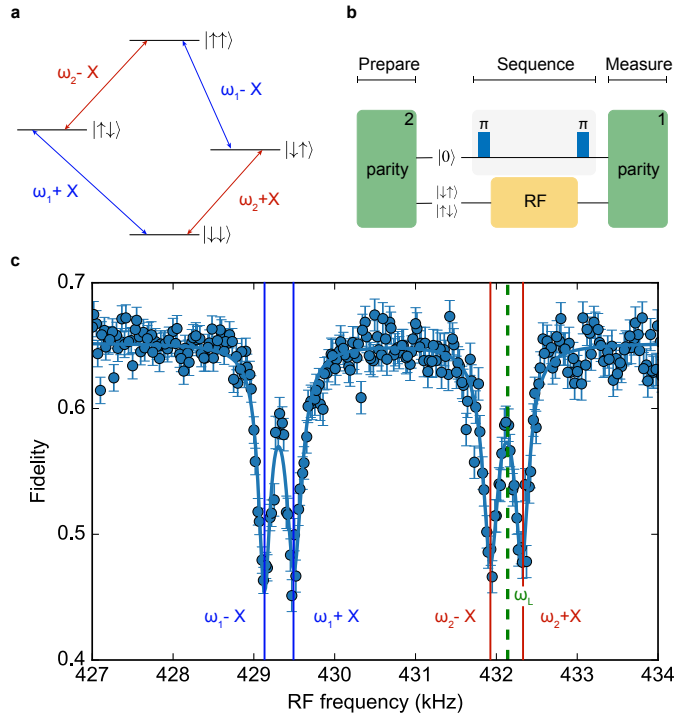 a
|↑↑⟩
ω₂- X
ω₁- X
|↑↓⟩
|↓↑⟩
ω₁+ X
ω₂+X
|↓↓⟩
b
Prepare
Sequence
Measure
2
parity
|0⟩
π
π
1
parity
|↓↑⟩
|↑↓⟩
RF
c
0.7
0.6
0.5
0.4
Fidelity
ω₁- X
ω₁+ X
ω₂- X
ω_L
ω₂+X
427
428
429
430
431
432
433
434
RF frequency (kHz)